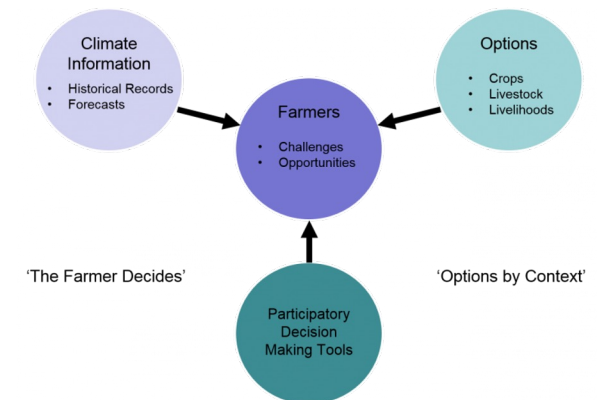 Climate
Information
• Historical Records
• Forecasts
Options
• Crops
• Livestock
• Livelihoods
Farmers
• Challenges
• Opportunities
‘The Farmer Decides’
‘Options by Context’
Participatory
Decision
Making Tools